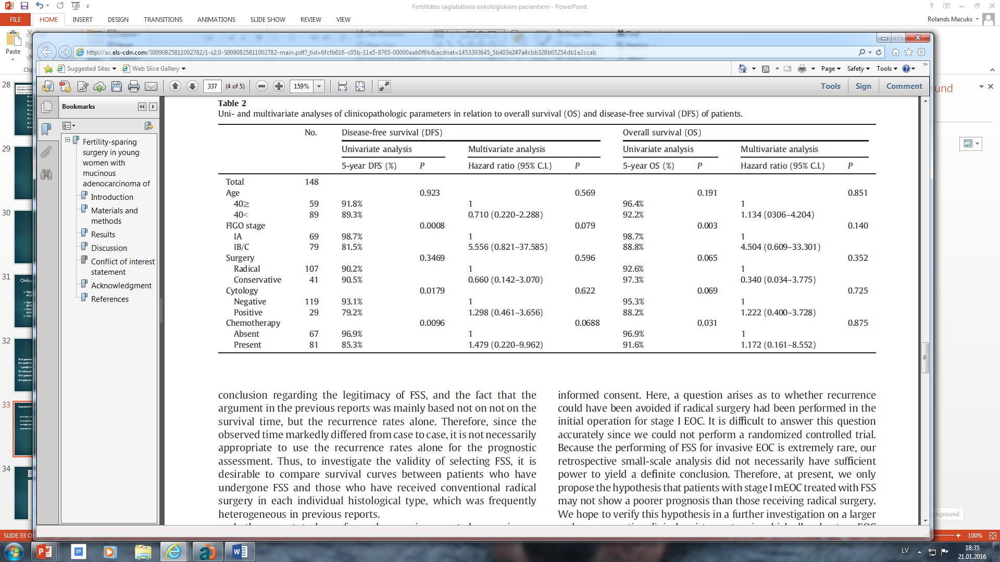 Fertilitātes saglabāšana onkoloģiskiem pacientiem - PowerPoint
FILE HOME INSERT DESIGN TRANSITIONS ANIMATIONS SLIDE SHOW REVIEW VIEW
Rolands Macuks
Paste
http://ac.els-cdn.com/S0090825811002782/1-s2.0-S0090825811002782-main.pdf?_tid=6fcfb616-c05b-11e5-8765-00000aab0f6b&acdnat=1453393645_5b403e247a4cbb328b65254db1e2ccab
Suggested Sites Web Slice Gallery
Page Safety Tools
337 (4 of 5) 159%
Tools Sign Comment
Bookmarks
Fertility-sparing
surgery in young
women with
mucinous
adenocarcinoma of
Introduction
Materials and
methods
Results
Discussion
Conflict of interest
statement
Acknowledgment
References
28
29
30
31
32
33
34
Table 2
Uni- and multivariate analyses of clinicopathologic parameters in relation to overall survival (OS) and disease-free survival (DFS) of patients.
No. Disease-free survival (DFS) Overall survival (OS)
Univariate analysis Multivariate analysis Univariate analysis Multivariate analysis
5-year DFS (%) P Hazard ratio (95% C.I.) P 5-year OS (%) P Hazard ratio (95% C.I.) P
Total 148
Age 0.923 0.569 0.191 0.851
40≥ 59 91.8% 1 96.4% 1
40< 89 89.3% 0.710 (0.220–2.288) 92.2% 1.134 (0306–4.204)
FIGO stage 0.0008 0.079 0.003 0.140
IA 69 98.7% 1 98.7% 1
IB/C 79 81.5% 5.556 (0.821–37.585) 88.8% 4.504 (0.609–33.301)
Surgery 0.3469 0.596 0.065 0.352
Radical 107 90.2% 1 92.6% 1
Conservative 41 90.5% 0.660 (0.142–3.070) 97.3% 0.340 (0.034–3.775)
Cytology 0.0179 0.622 0.069 0.725
Negative 119 93.1% 1 95.3% 1
Positive 29 79.2% 1.298 (0.461–3.656) 88.2% 1.222 (0.400–3.728)
Chemotherapy 0.0096 0.0688 0.031 0.875
Absent 67 96.9% 1 96.9% 1
Present 81 85.3% 1.479 (0.220–9.962) 91.6% 1.172 (0.161–8.552)
conclusion regarding the legitimacy of FSS, and the fact that the
argument in the previous reports was mainly based not on not on the
survival time, but the recurrence rates alone. Therefore, since the
observed time markedly differed from case to case, it is not necessarily
appropriate to use the recurrence rates alone for the prognostic
assessment. Thus, to investigate the validity of selecting FSS, it is
desirable to compare survival curves between patients who have
undergone FSS and those who have received conventional radical
surgery in each individual histological type, which was frequently
heterogeneous in previous reports.
informed consent. Here, a question arises as to whether recurrence
could have been avoided if radical surgery had been performed in the
initial operation for stage I EOC. It is difficult to answer this question
accurately since we could not perform a randomized controlled trial.
Because the performing of FSS for invasive EOC is extremely rare, our
retrospective small-scale analysis did not necessarily have sufficient
power to yield a definite conclusion. Therefore, at present, we only
propose the hypothesis that patients with stage I mEOC treated with FSS
may not show a poorer prognosis than those receiving radical surgery.
We hope to verify this hypothesis in a further investigation on a larger
SLIDE 33 O
100%
LV
18:35
21.01.2016